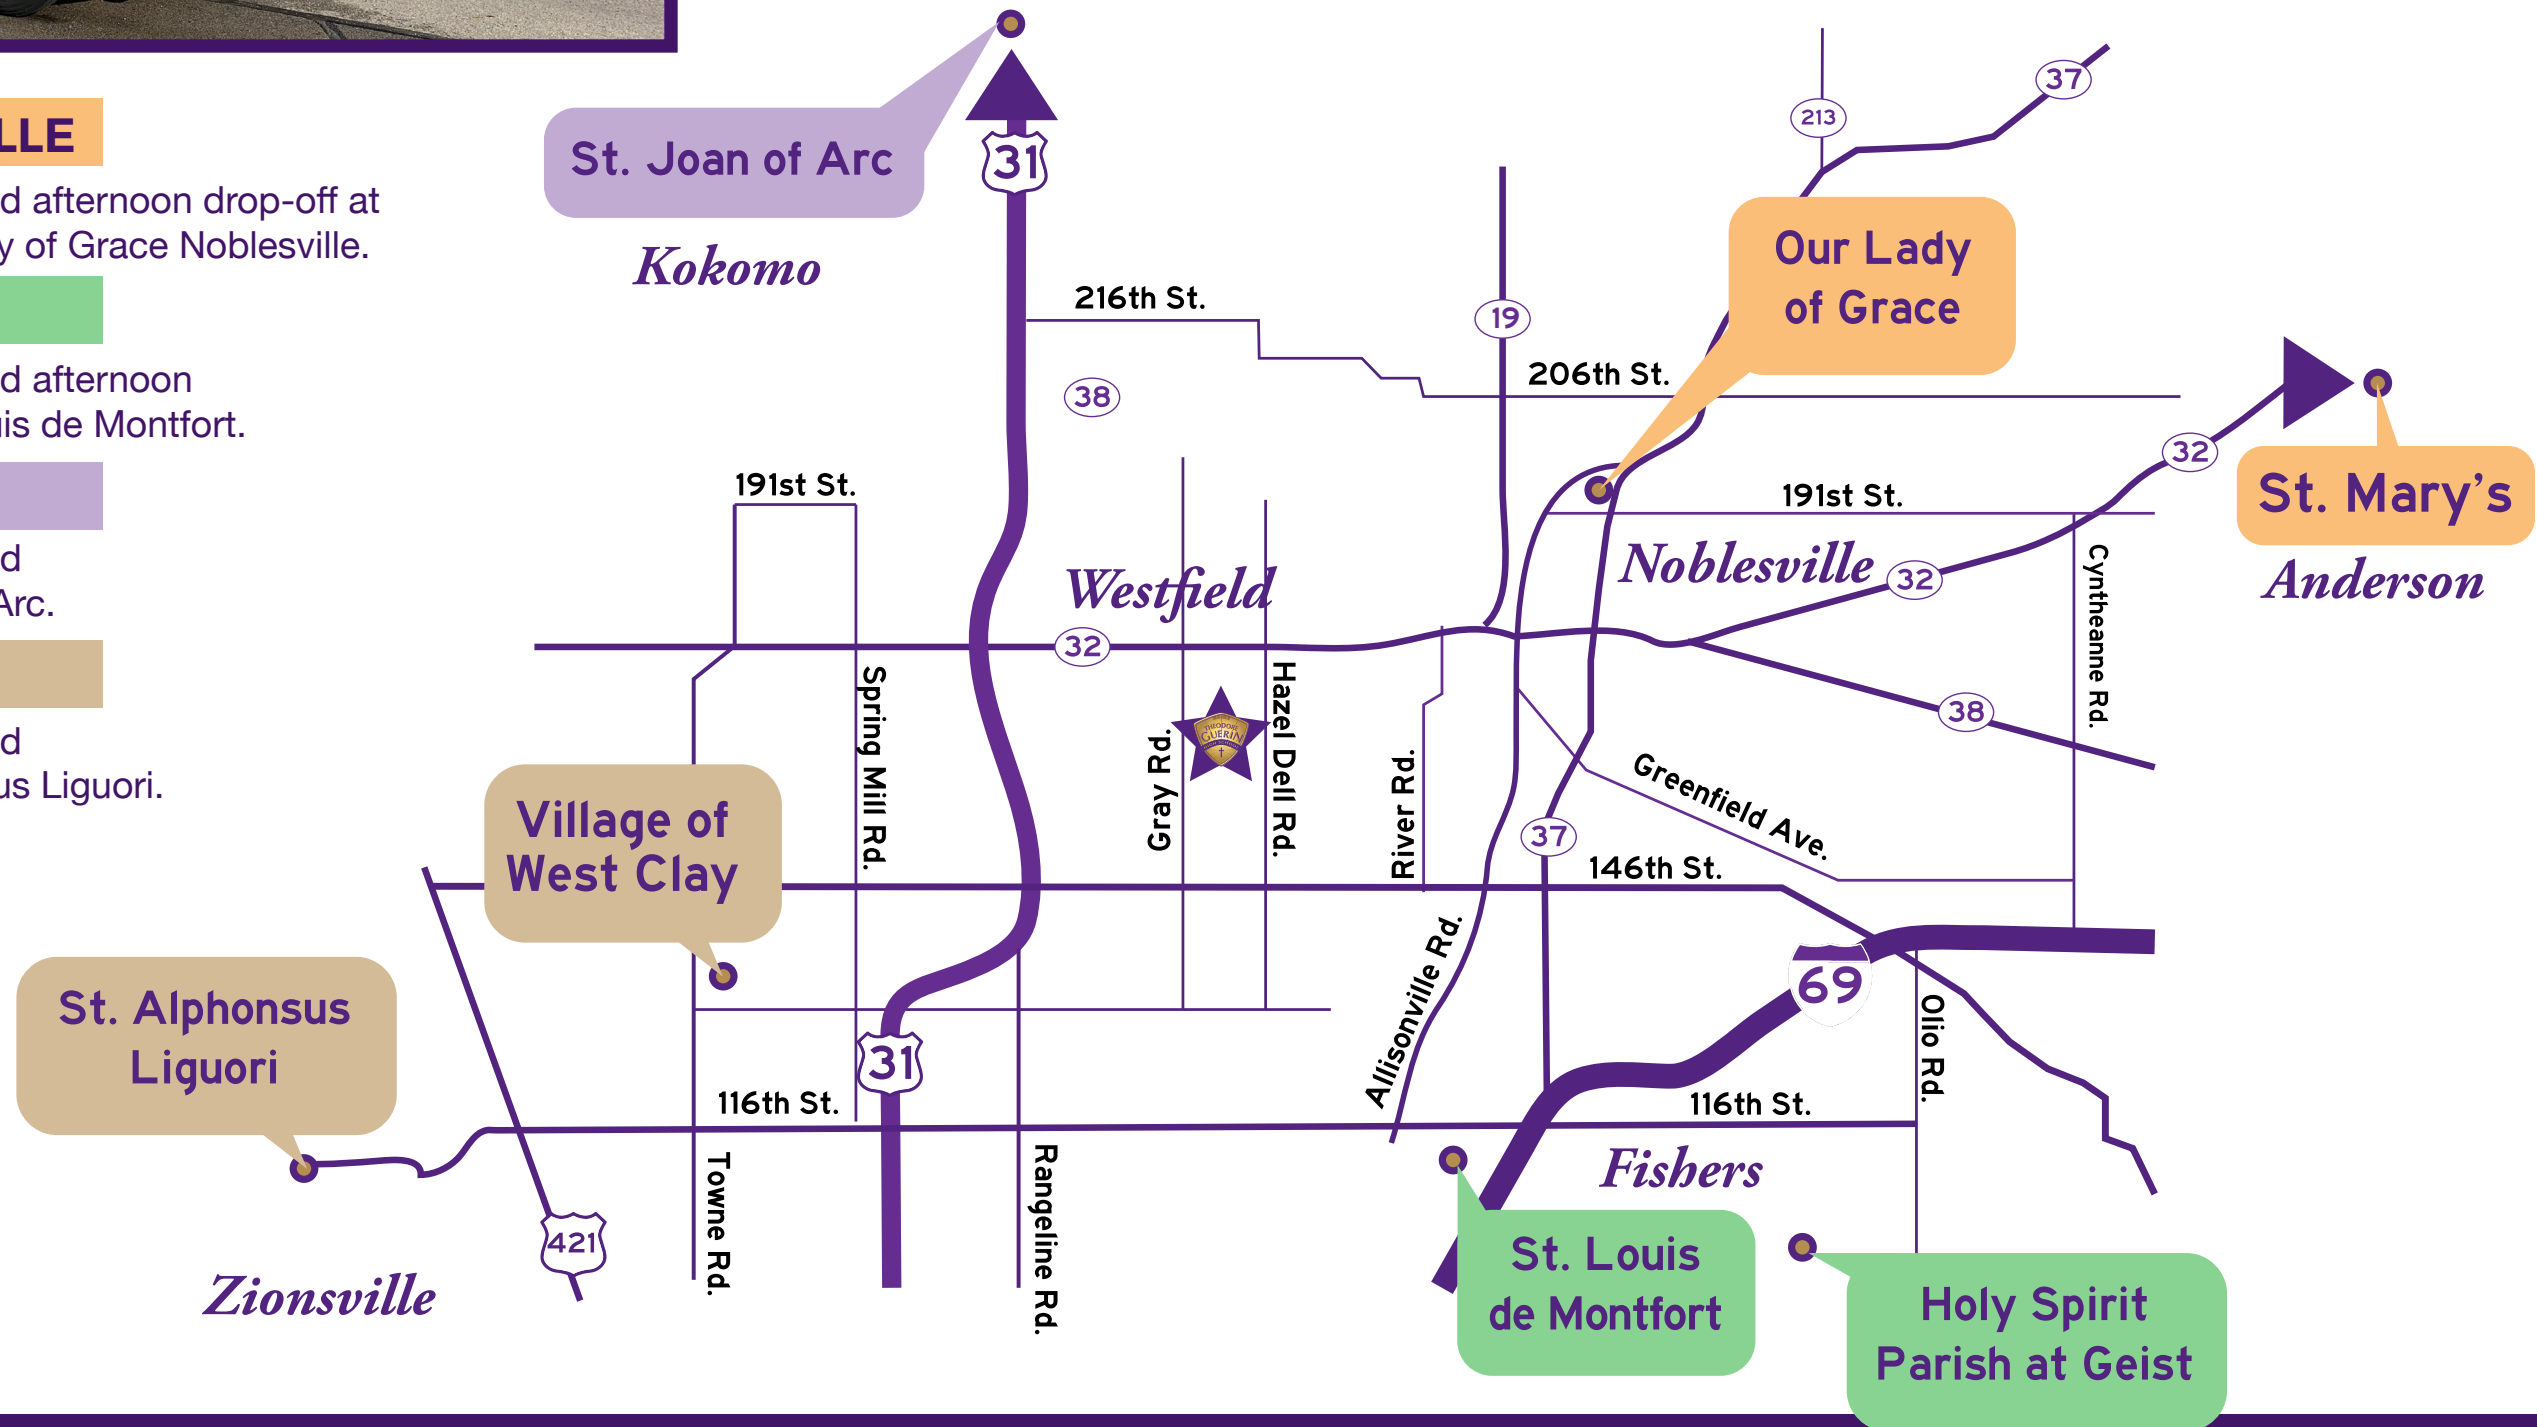 LLE
d afternoon drop-off at
y of Grace Noblesville.
d afternoon
uis de Montfort.
d
Arc.
d
us Liguori.
St. Joan of Arc
Kokomo
31
213
37
Our Lady
of Grace
216th St.
19
206th St.
38
32
St. Mary's
Anderson
191st St.
191st St.
Westfield
Noblesville
32
Cyntheanne Rd.
32
38
Spring Mill Rd.
Gray Rd.
THEODORE
GUERIN
Hazel Dell Rd.
River Rd.
Greenfield Ave.
37
146th St.
Village of
West Clay
St. Alphonsus
Liguori
Allisonville Rd.
69
Olio Rd.
31
116th St.
116th St.
Towne Rd.
Rangeline Rd.
421
Zionsville
Fishers
St. Louis
de Montfort
Holy Spirit
Parish at Geist